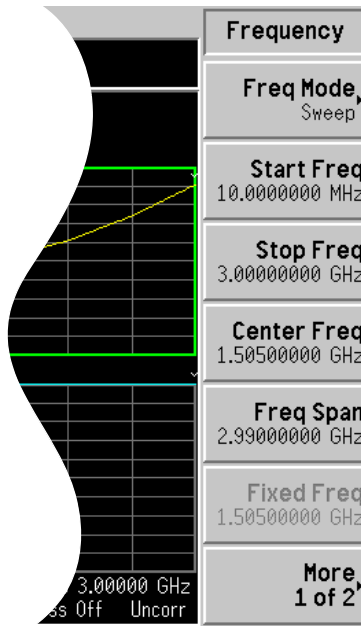 Frequency
Freq Mode
Sweep
Start Freq
10.0000000 MHz
Stop Freq
3.00000000 GHz
Center Freq
1.50500000 GHz
Freq Span
2.99000000 GHz
Fixed Freq
1.50500000 GHz
More
1 of 2
3.00000 GHz
ss Off Uncorr